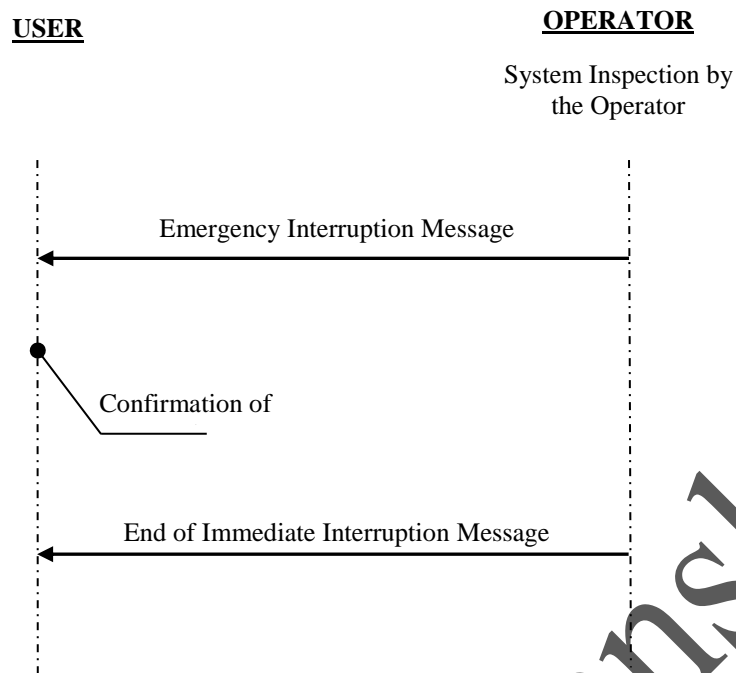 USER
OPERATOR
System Inspection by
the Operator
Emergency Interruption Message
Confirmation of
End of Immediate Interruption Message